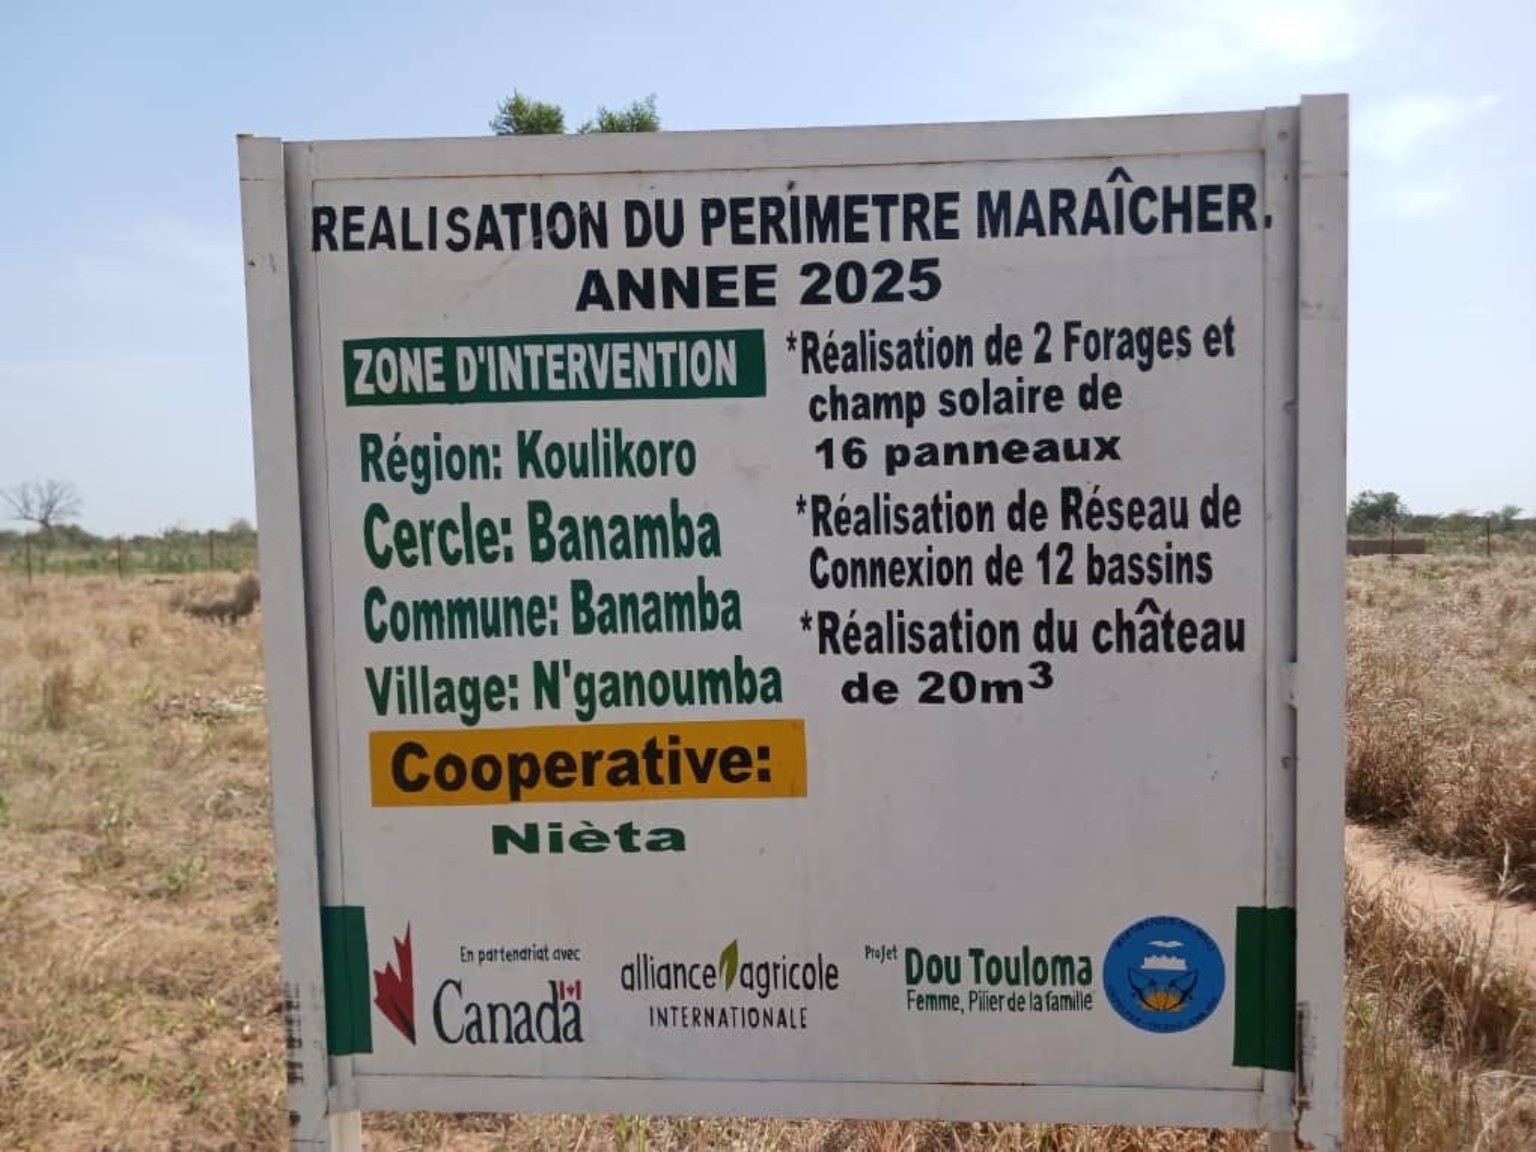 REALISATION DU PERIMETRE MARAÎCHER.
ANNEE 2025
ZONE D'INTERVENTION
Région: Koulikoro
Cercle: Banamba
Commune: Banamba
Village: N'ganoumba
Cooperative:
Nièta
*Réalisation de 2 Forages et
champ solaire de
16 panneaux
*Réalisation de Réseau de
Connexion de 12 bassins
*Réalisation du château
de 20m³
En partenariat avec
Canada
alliance agricole
INTERNATIONALE
Projet
Dou Touloma
Femme, Pilier de la famille